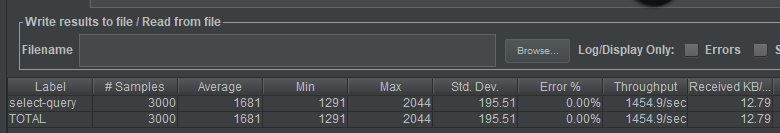 Write results to file / Read from file
Filename Browse... Log/Display Only: Errors S
Label # Samples Average Min Max Std. Dev. Error % Throughput Received KB/...
select-query 3000 1681 1291 2044 195.51 0.00% 1454.9/sec 12.79
TOTAL 3000 1681 1291 2044 195.51 0.00% 1454.9/sec 12.79